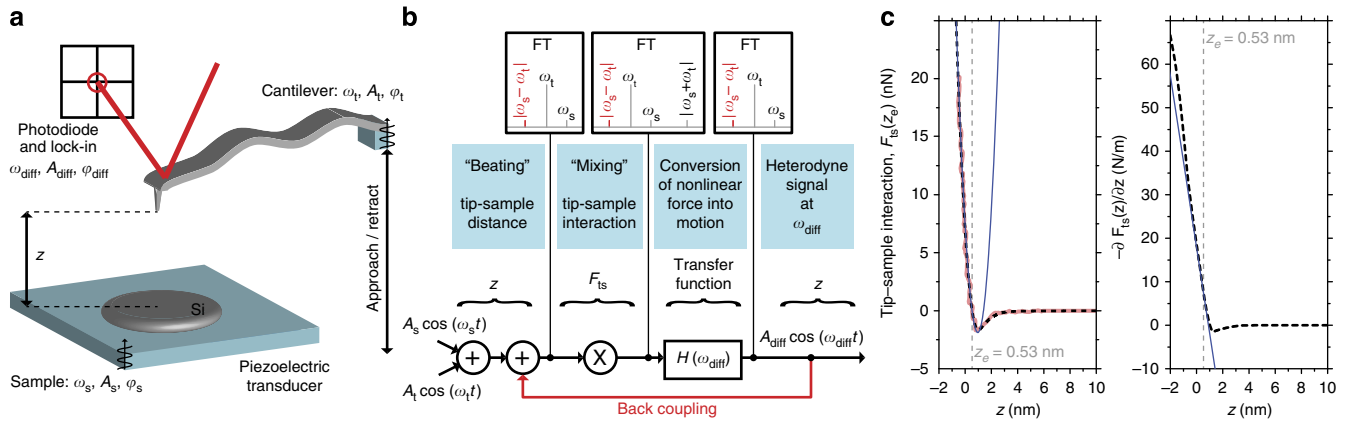 a
Photodiode
and lock-in
ω_diff, A_diff, φ_diff
Cantilever: ω_t, A_t, φ_t
z
Si
Approach / retract
Sample: ω_s, A_s, φ_s
Piezoelectric
transducer
b
FT
|ω_s − ω_t|
ω_t
ω_s
FT
|ω_s − ω_t|
ω_t
ω_s
|ω_s+ω_t|
FT
|ω_s − ω_t|
ω_t
ω_s
“Beating”
tip-sample
distance
“Mixing”
tip-sample
interaction
Conversion
of nonlinear
force into
motion
Heterodyne
signal
at
ω_diff
z
F_ts
Transfer
function
z
A_s cos (ω_s t)
A_t cos (ω_t t)
+
+
X
H (ω_diff)
A_diff cos (ω_diff t)
Back coupling
c
Tip–sample interaction, F_ts(z_e) (nN)
20
15
10
5
0
−5
z_e = 0.53 nm
−2 0 2 4 6 8 10
z (nm)
−∂ F_ts(z)/∂z (N/m)
60
50
40
30
20
10
0
−10
z_e = 0.53 nm
−2 0 2 4 6 8 10
z (nm)